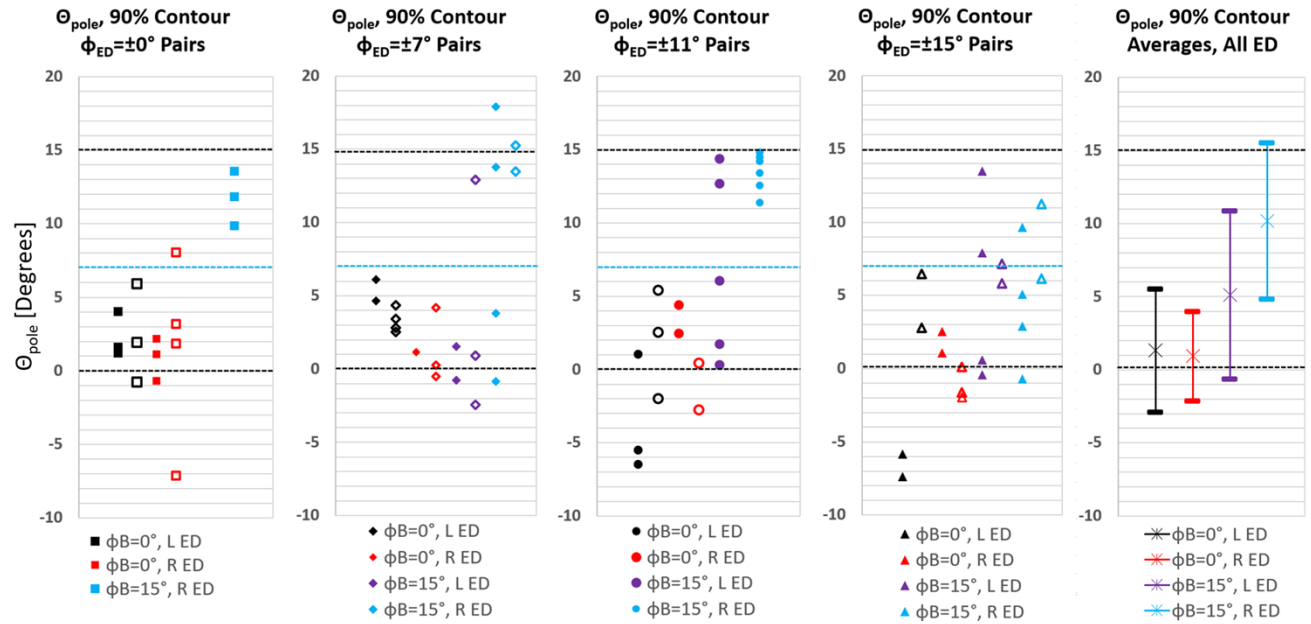 Θpole, 90% Contour
ϕED=±0° Pairs
Θpole, 90% Contour
ϕED=±7° Pairs
Θpole, 90% Contour
ϕED=±11° Pairs
Θpole, 90% Contour
ϕED=±15° Pairs
Θpole, 90% Contour
Averages, All ED
Θpole [Degrees]
20
15
10
5
0
-5
-10
20
15
10
5
0
-5
-10
20
15
10
5
0
-5
-10
20
15
10
5
0
-5
-10
20
15
10
5
0
-5
-10
ϕB=0°, L ED
ϕB=0°, R ED
ϕB=15°, R ED
ϕB=0°, L ED
ϕB=0°, R ED
ϕB=15°, L ED
ϕB=15°, R ED
ϕB=0°, L ED
ϕB=0°, R ED
ϕB=15°, L ED
ϕB=15°, R ED
ϕB=0°, L ED
ϕB=0°, R ED
ϕB=15°, L ED
ϕB=15°, R ED
ϕB=0°, L ED
ϕB=0°, R ED
ϕB=15°, L ED
ϕB=15°, R ED